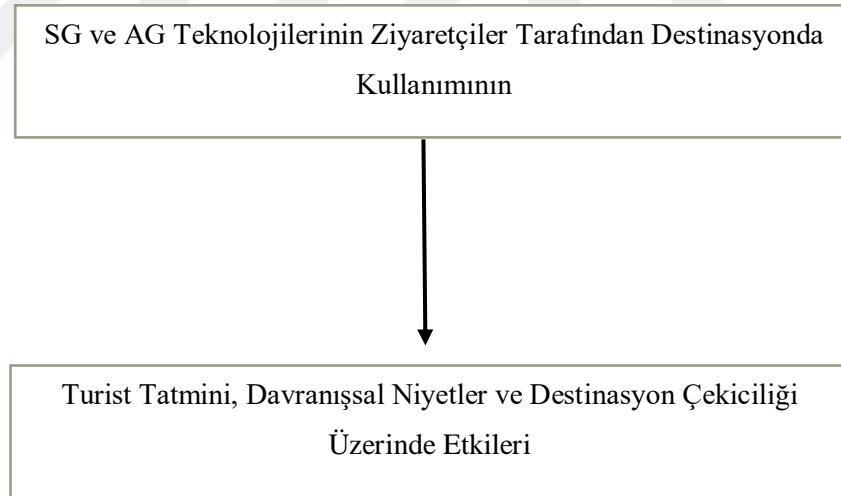 SG ve AG Teknolojilerinin Ziyaretçiler Tarafından Destinasyonda
Kullanımının
Turist Tatmini, Davranışsal Niyetler ve Destinasyon Çekiciliği
Üzerinde Etkileri